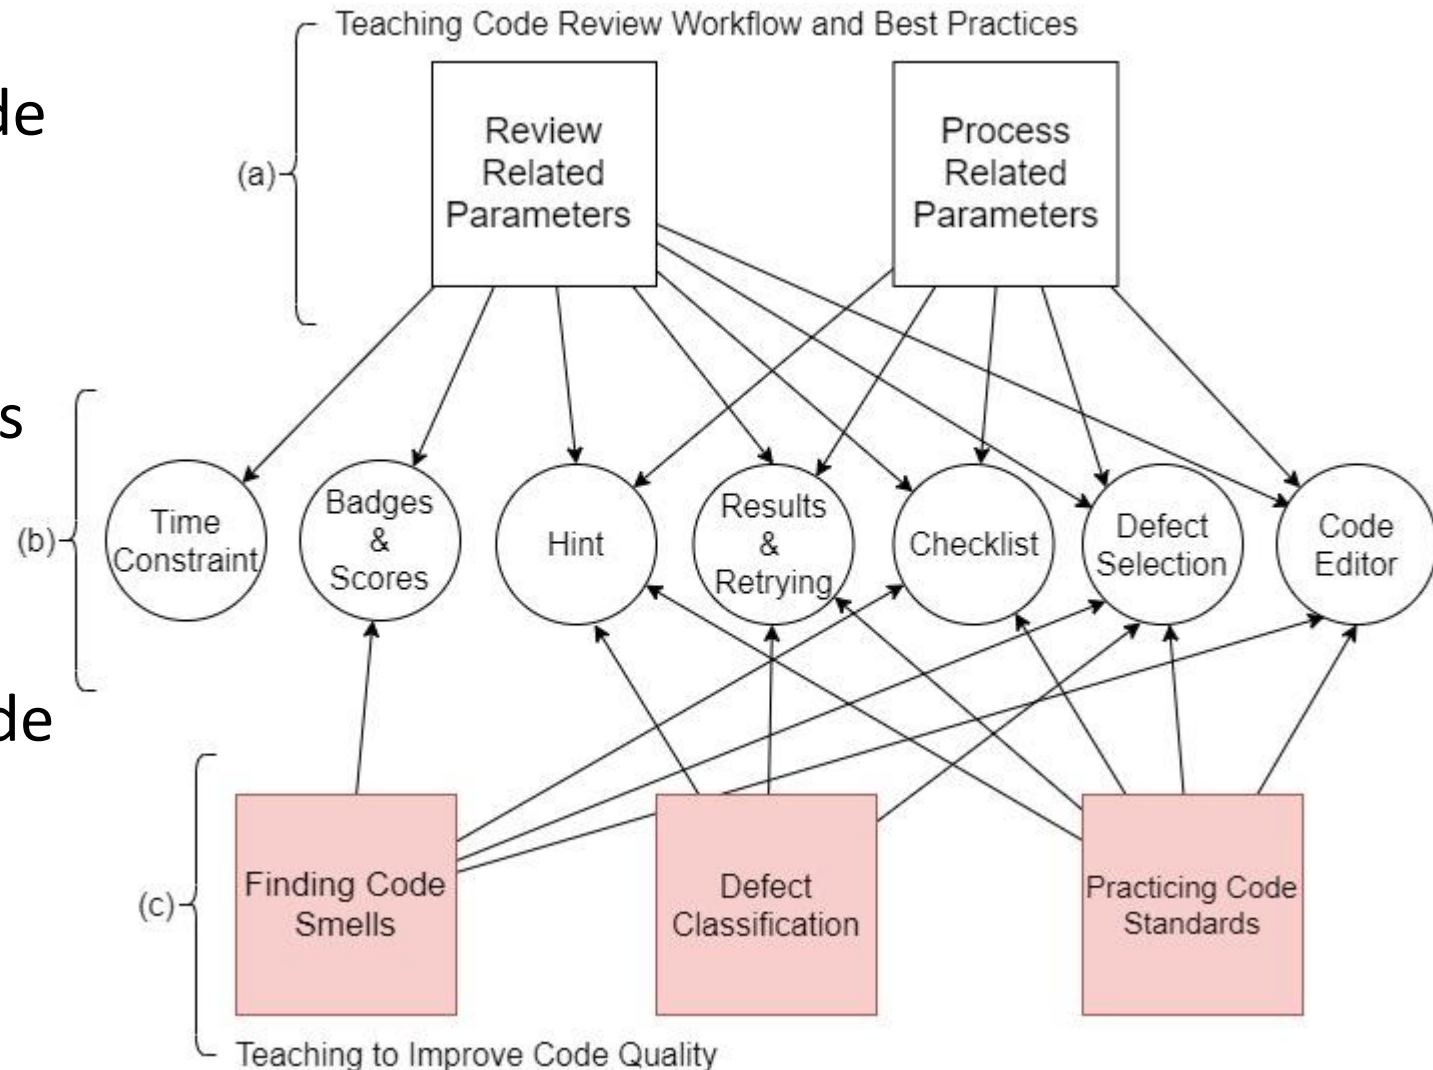 Teaching Code Review Workflow and Best Practices
de
Review
Related
Parameters
Process
Related
Parameters
(a)
s
(b)
Time
Constraint
Badges
&
Scores
Hint
Results
&
Retrying
Checklist
Defect
Selection
Code
Editor
de
(c)
Finding Code
Smells
Defect
Classification
Practicing Code
Standards
Teaching to Improve Code Quality